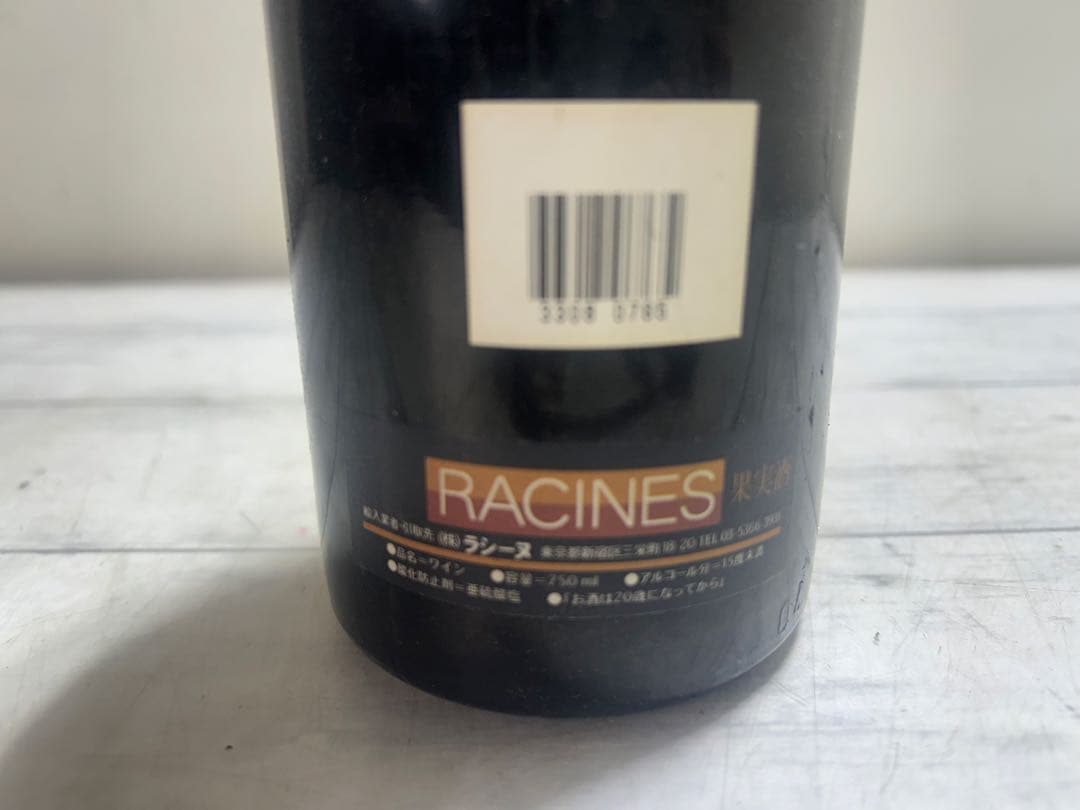 3308 0785
RACINES 果実酒
輸入業者・引取先 (株) ラシーヌ 東京都新宿区三栄町18-20 TEL 03-5366-3931
●品名=ワイン ●容量=750ml ●アルコール分=15度未満
●酸化防止剤=亜硫酸塩 ●「お酒は20歳になってから」